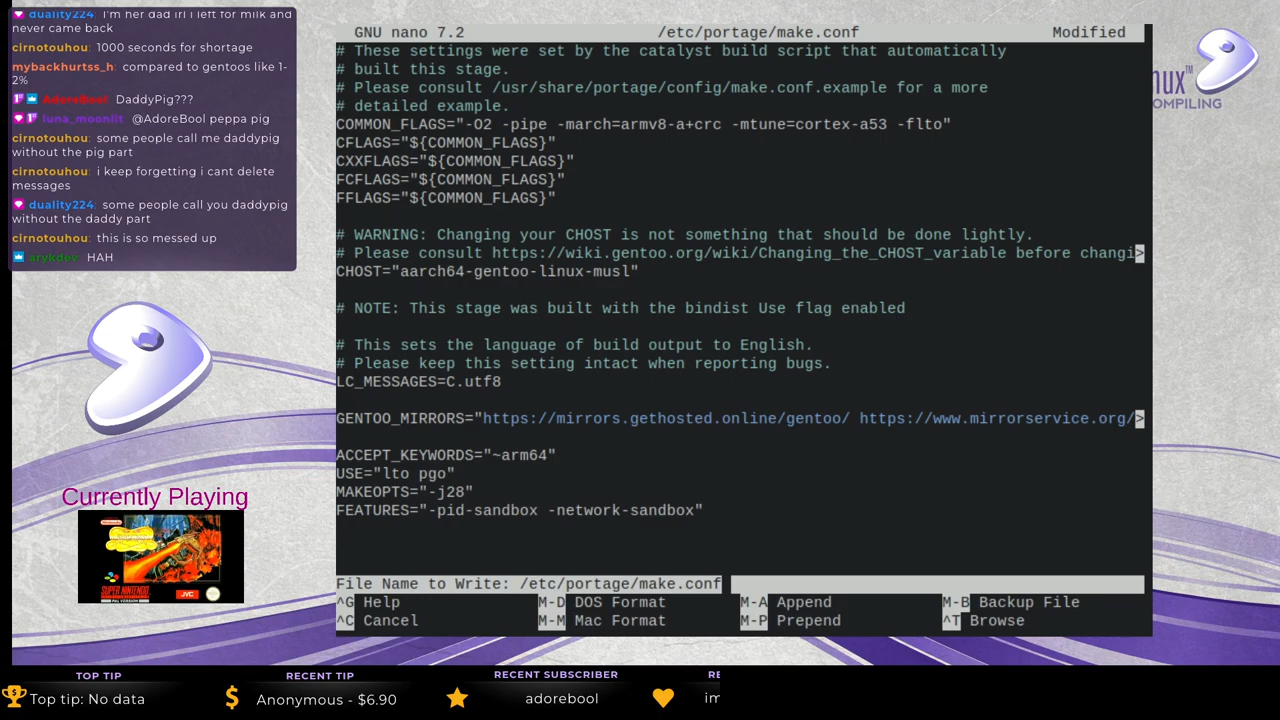 duality224: I'm her dad irl i left for milk and
never came back
cirnotouhou: 1000 seconds for shortage
mybackhurtss_h: compared to gentoos like 1-
2%
AdoreBool DaddyPig???
luna_moonlit: @AdoreBool peppa pig
cirnotouhou: some people call me daddypig
without the pig part
cirnotouhou: i keep forgetting i cant delete
messages
duality224: some people call you daddypig
without the daddy part
cirnotouhou: this is so messed up
arykdev: HAH
GNU nano 7.2 /etc/portage/make.conf Modified
# These settings were set by the catalyst build script that automatically
# built this stage.
# Please consult /usr/share/portage/config/make.conf.example for a more
# detailed example.
COMMON_FLAGS="-O2 -pipe -march=armv8-a+crc -mtune=cortex-a53 -flto"
CFLAGS="${COMMON_FLAGS}"
CXXFLAGS="${COMMON_FLAGS}"
FCFLAGS="${COMMON_FLAGS}"
FFLAGS="${COMMON_FLAGS}"
# WARNING: Changing your CHOST is not something that should be done lightly.
# Please consult https://wiki.gentoo.org/wiki/Changing_the_CHOST_variable before changi>
CHOST="aarch64-gentoo-linux-musl"
# NOTE: This stage was built with the bindist Use flag enabled
# This sets the language of build output to English.
# Please keep this setting intact when reporting bugs.
LC_MESSAGES=C.utf8
GENTOO_MIRRORS="https://mirrors.gethosted.online/gentoo/ https://www.mirrorservice.org/>
ACCEPT_KEYWORDS="~arm64"
USE="lto pgo"
MAKEOPTS="-j28"
FEATURES="-pid-sandbox -network-sandbox"
File Name to Write: /etc/portage/make.conf
^G Help M-D DOS Format M-A Append M-B Backup File
^C Cancel M-M Mac Format M-P Prepend ^T Browse
nux™
OMPILING
Currently Playing
Nintendo
SUPER NINTENDO
PAL VERSION
JVC
TOP TIP
Top tip: No data
RECENT TIP
Anonymous - $6.90
RECENT SUBSCRIBER
adorebool
RE
im